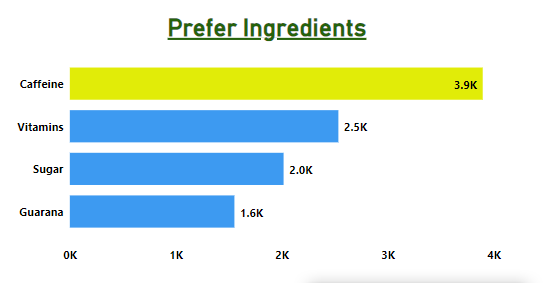 Prefer Ingredients
Caffeine 3.9K
Vitamins 2.5K
Sugar 2.0K
Guarana 1.6K
0K 1K 2K 3K 4K